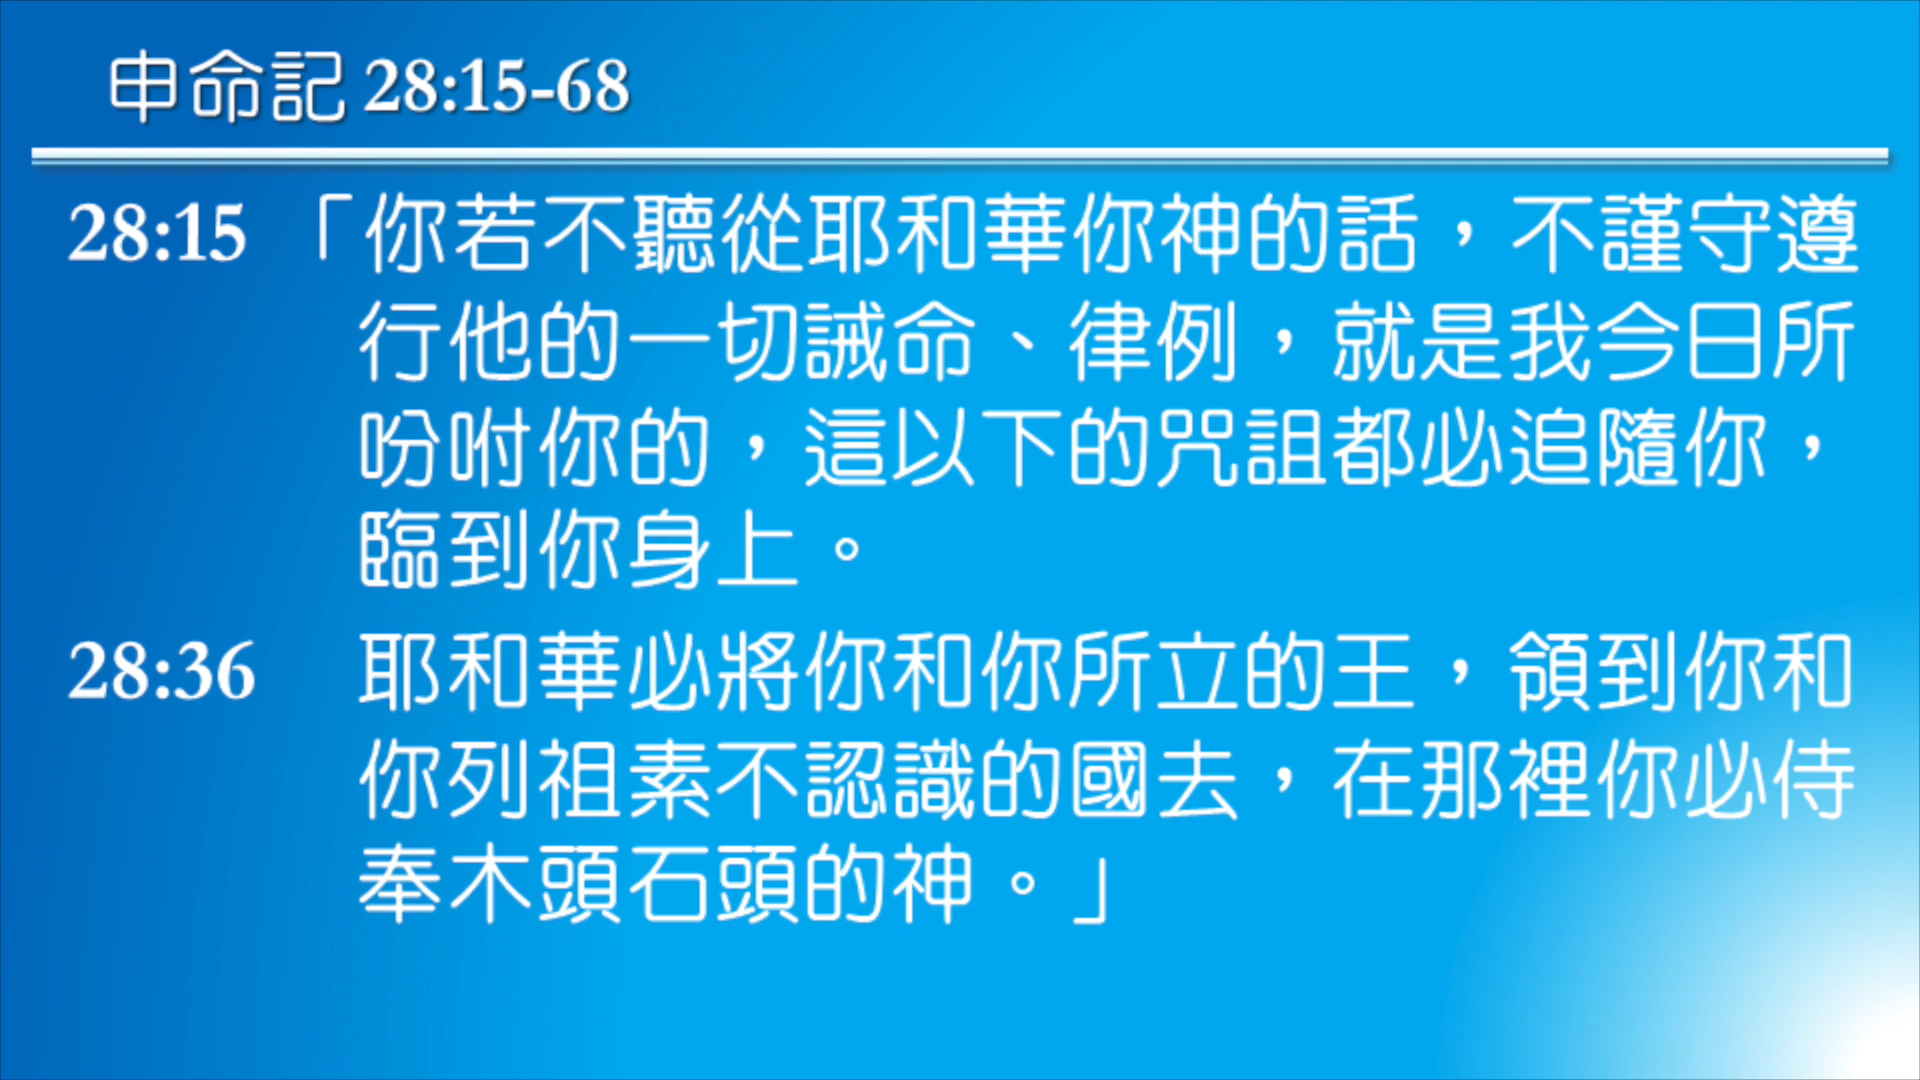 申命記 28:15-68
28:15 「你若不聽從耶和華你神的話，不謹守遵
行他的一切誡命、律例，就是我今日所
吩咐你的，這以下的咒詛都必追隨你，
臨到你身上。
28:36 耶和華必將你和你所立的王，領到你和
你列祖素不認識的國去，在那裡你必侍
奉木頭石頭的神。」